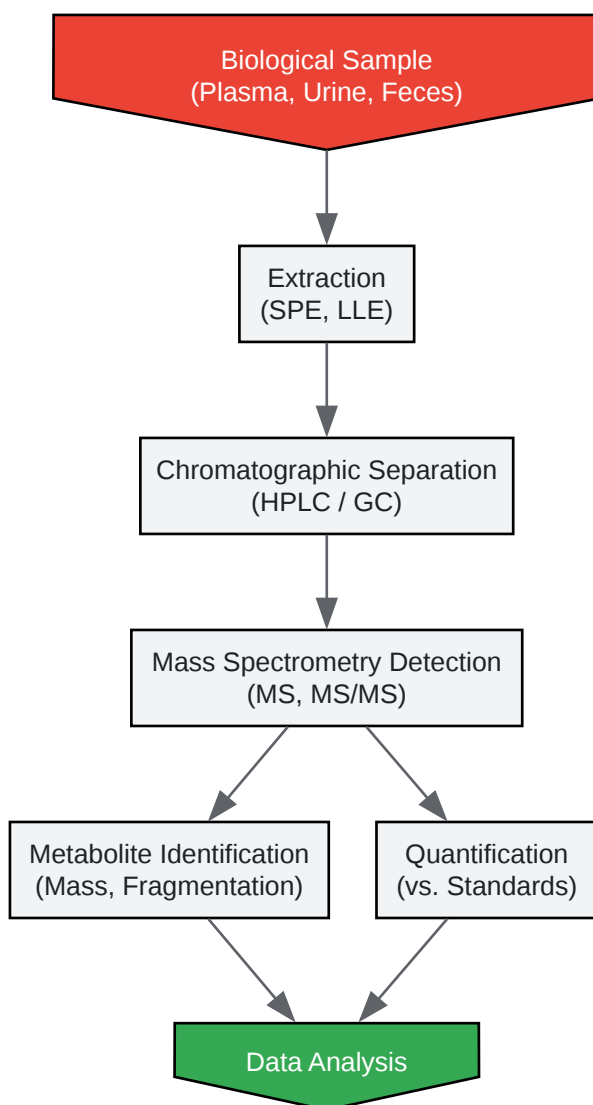 Biological Sample
(Plasma, Urine, Feces)
Extraction
(SPE, LLE)
Chromatographic Separation
(HPLC / GC)
Mass Spectrometry Detection
(MS, MS/MS)
Metabolite Identification
(Mass, Fragmentation)
Quantification
(vs. Standards)
Data Analysis